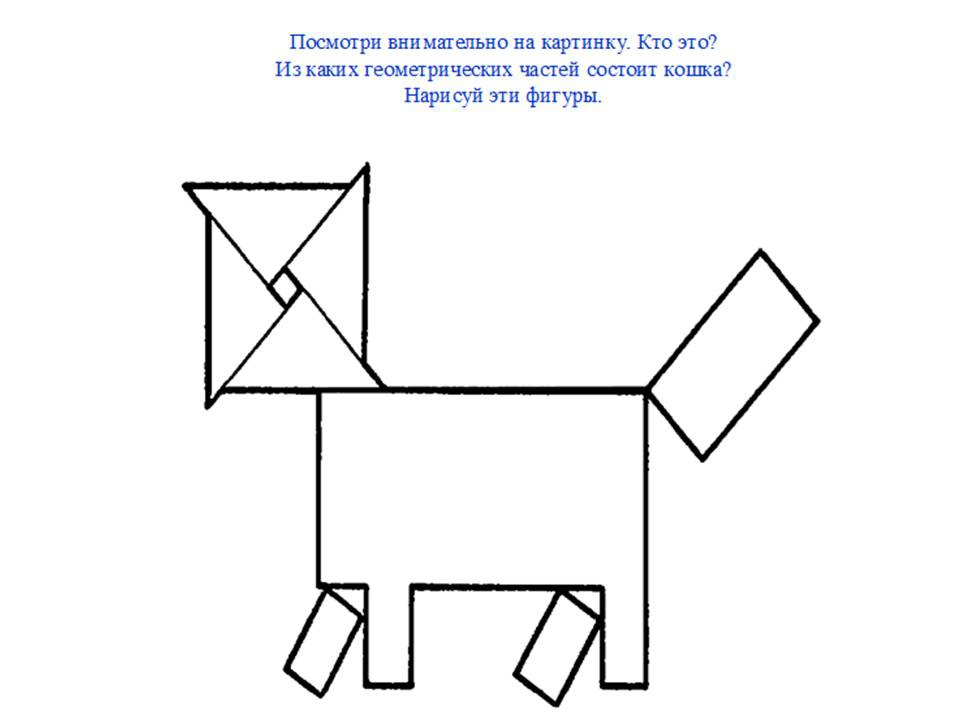 Посмотри внимательно на картинку. Кто это?
Из каких геометрических частей состоит кошка?
Нарисуй эти фигуры.